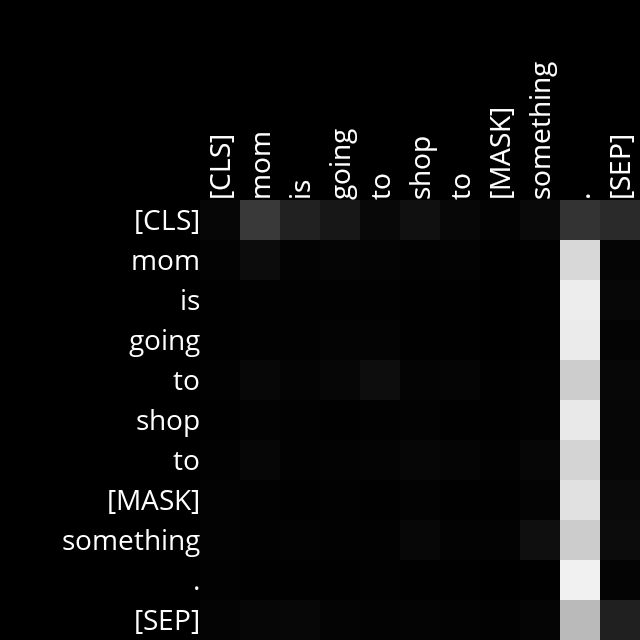 [CLS] mom is going to shop to [MASK] something . [SEP]
[CLS]
mom
is
going
to
shop
to
[MASK]
something
.
[SEP]